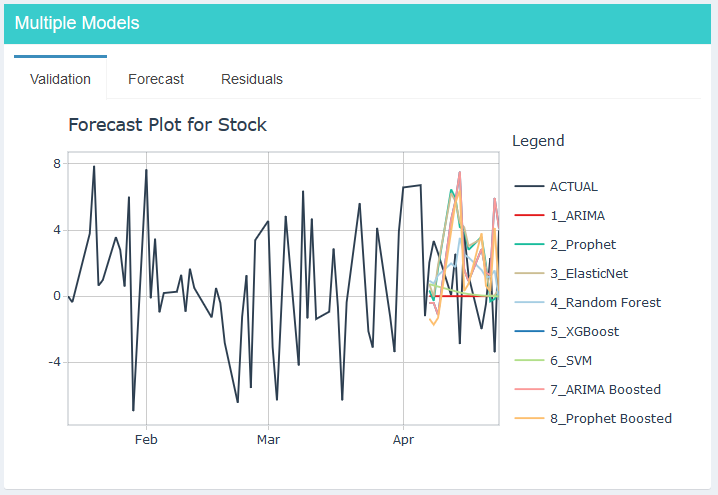 Multiple Models
Validation Forecast Residuals
Forecast Plot for Stock
Legend
ACTUAL
1_ARIMA
2_Prophet
3_ElasticNet
4_Random Forest
5_XGBoost
6_SVM
7_ARIMA Boosted
8_Prophet Boosted
8
4
0
-4
Feb Mar Apr